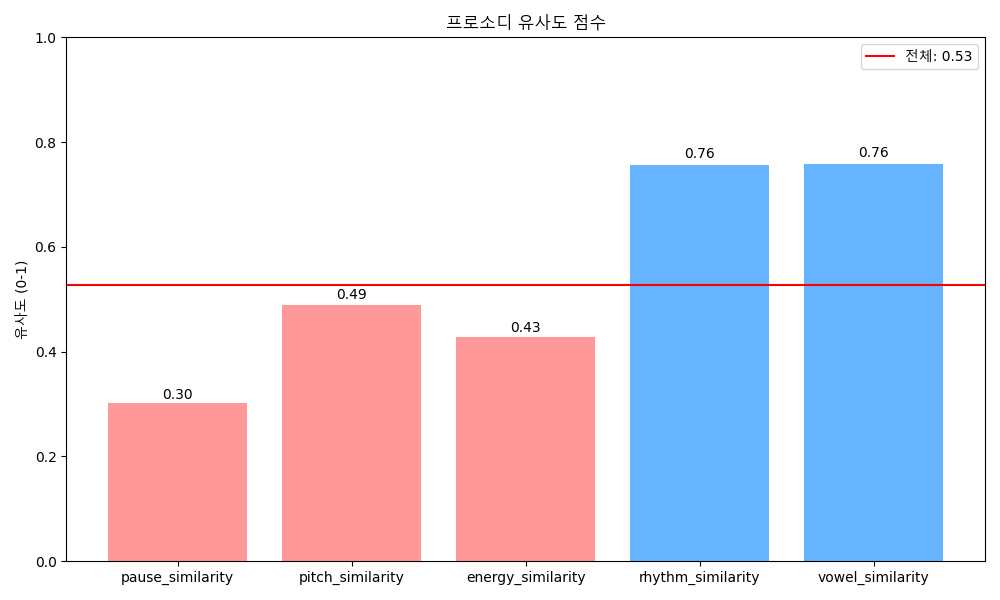 프로소디 유사도 점수
전체: 0.53
유사도 (0-1)
1.0
0.8
0.6
0.4
0.2
0.0
0.30
0.49
0.43
0.76
0.76
pause_similarity
pitch_similarity
energy_similarity
rhythm_similarity
vowel_similarity